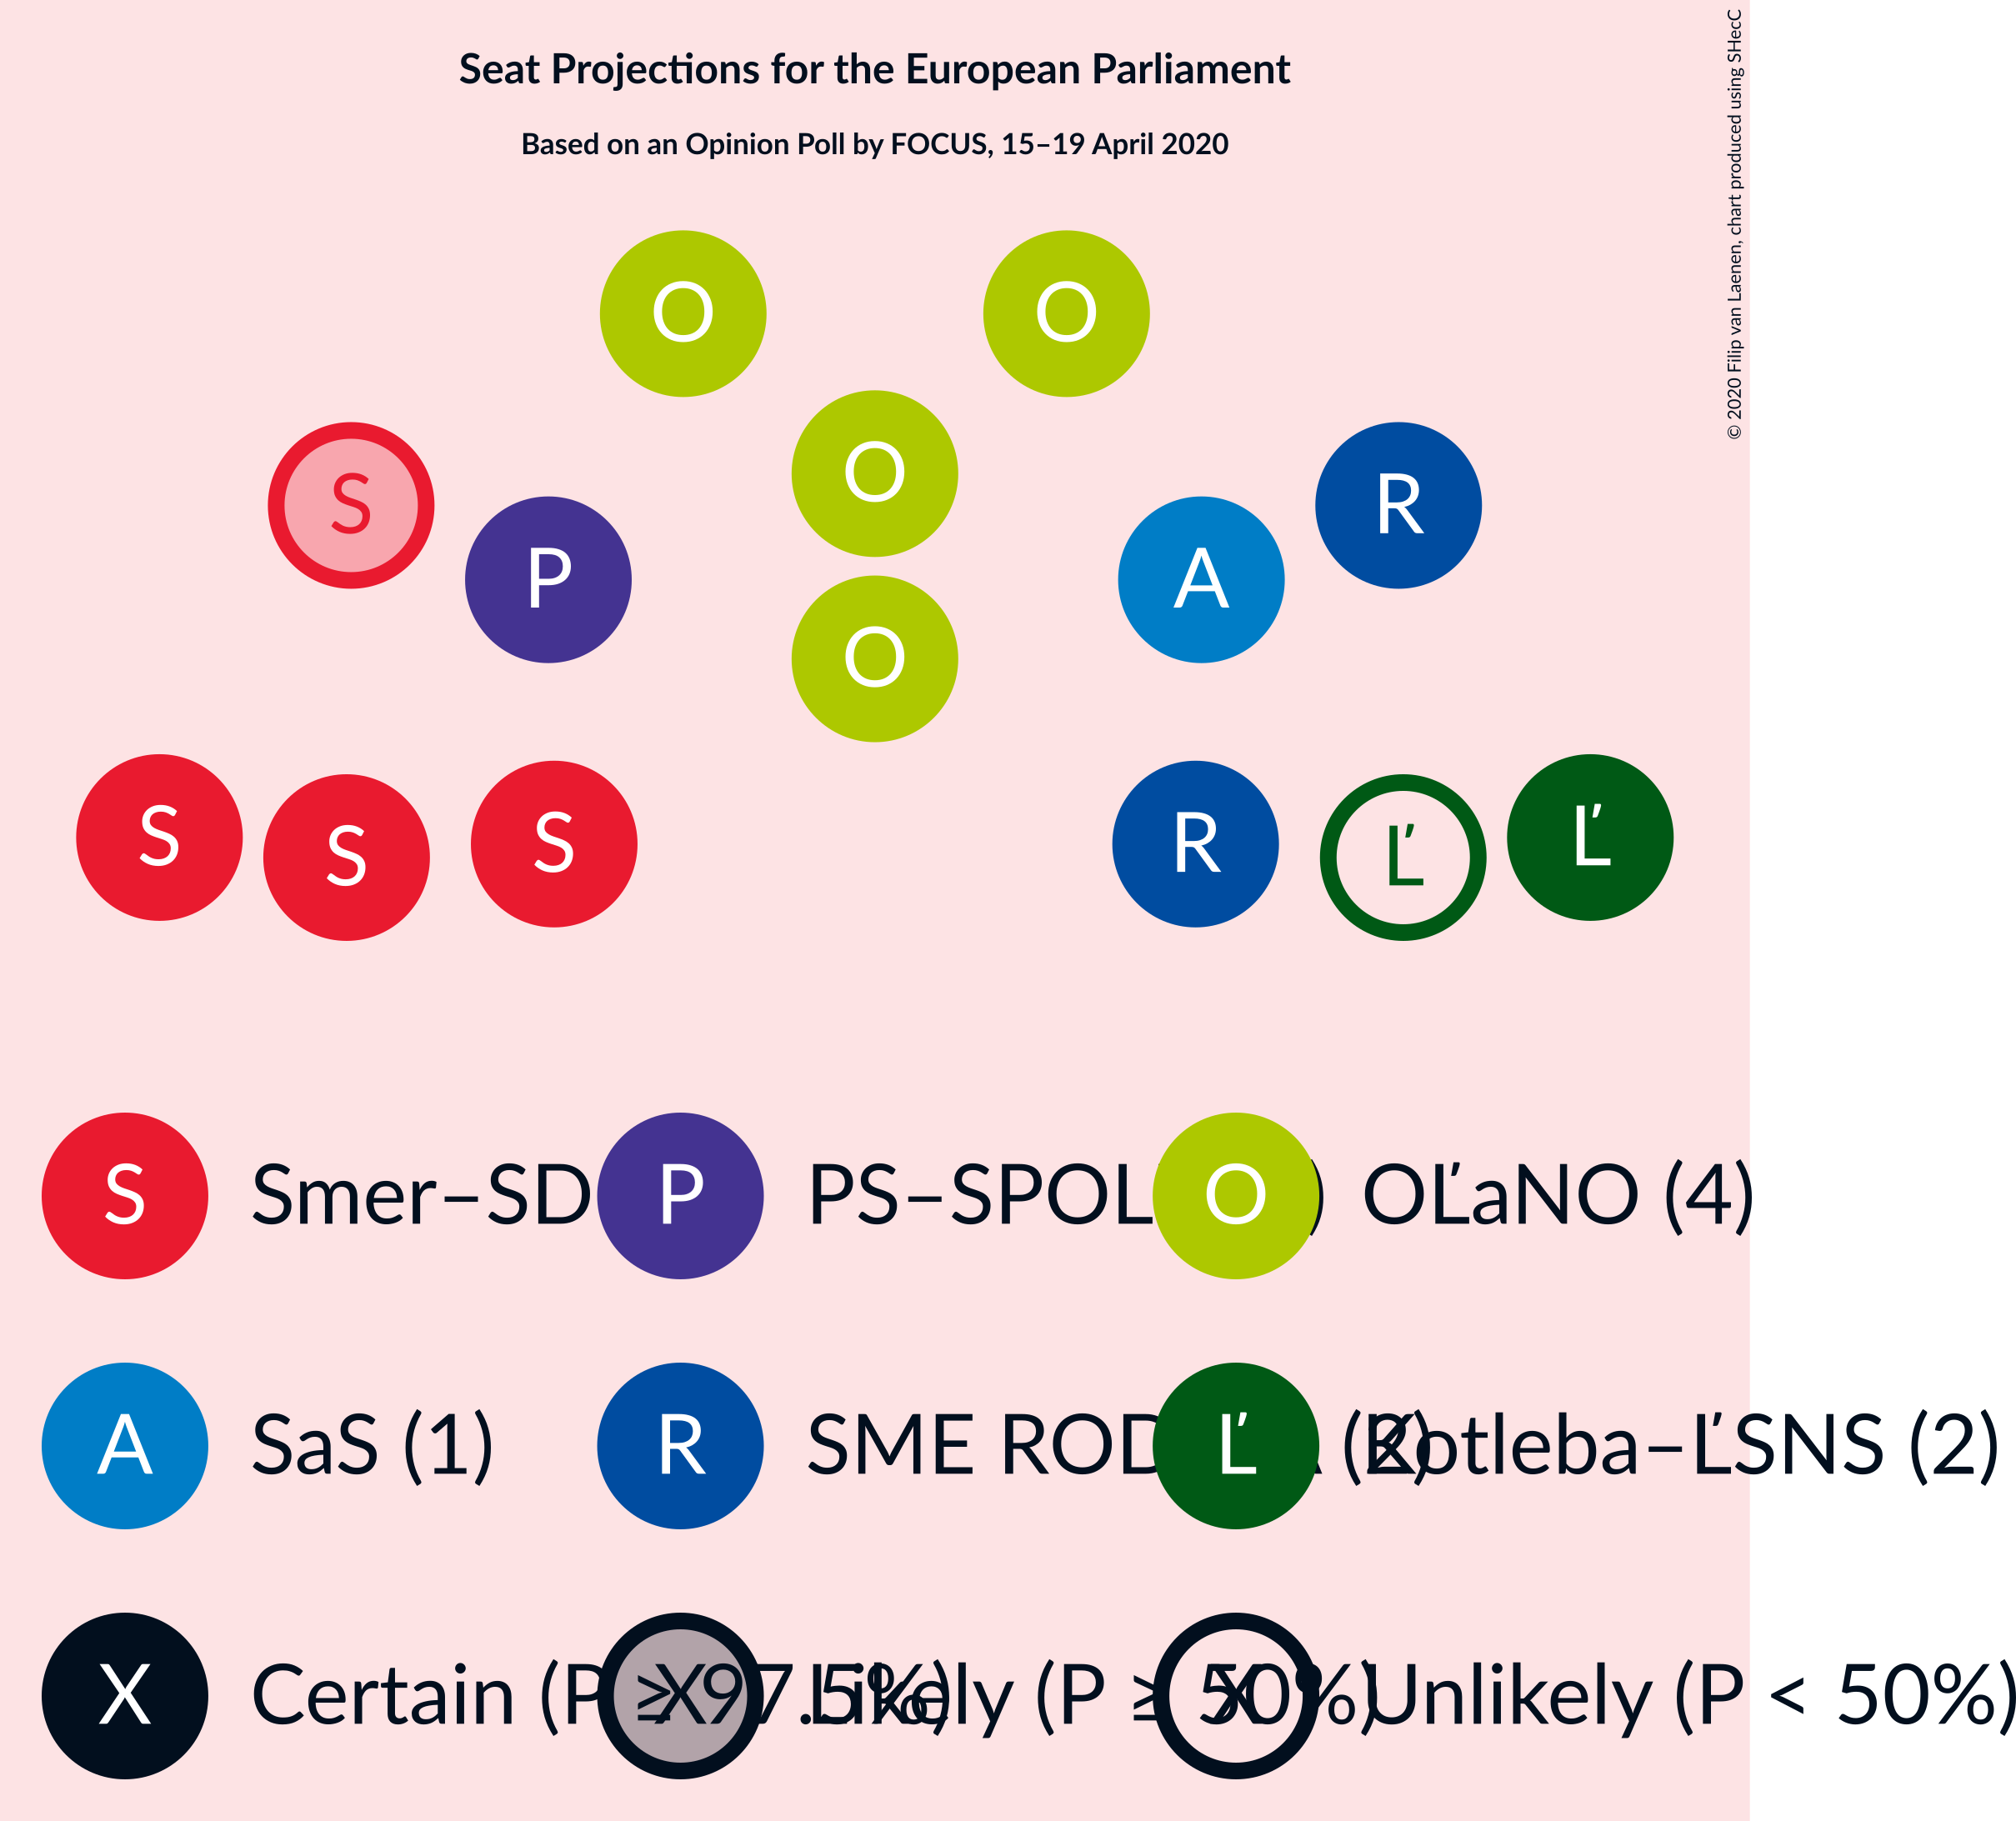 Seat Projections for the European Parliament
Based on an Opinion Poll by FOCUS, 15–19 April 2020
© 2020 Filip van Laenen, chart produced using SHecC
O O
O
S R
P A
O
S S S R Ľ Ľ
S Smer–SD P PS–SPOL O OĽaNO (4)
A SaS (1) R SME ROD Ľ Kotleba–ĽSNS (2)
X Certain (P ≥ 97.5%) X Likely (P ≥ 50%) X Unlikely (P < 50%)